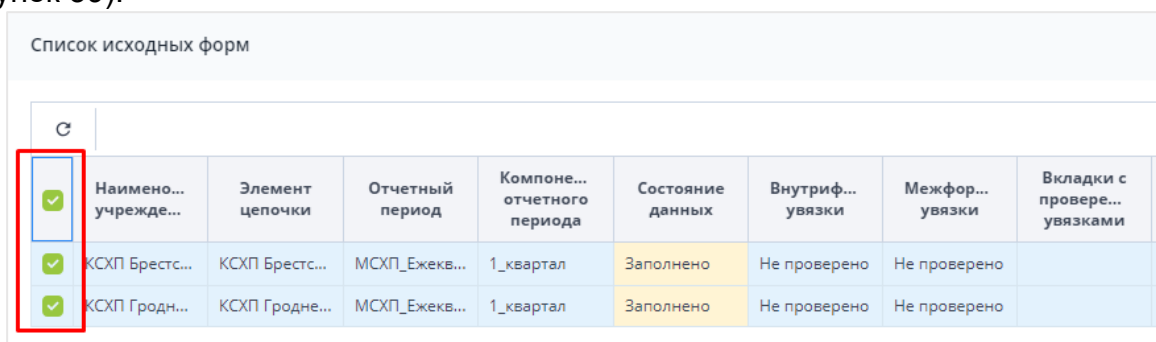 Список исходных форм
Наимено... учрежде... Элемент цепочки Отчетный период Компоне... отчетного периода Состояние данных Внутриф... увязки Межфор... увязки Вкладки с провере... увязками
КСХП Брестс... КСХП Брестс... МСХП_Ежекв... 1_квартал Заполнено Не проверено Не проверено
КСХП Гродн... КСХП Гродне... МСХП_Ежекв... 1_квартал Заполнено Не проверено Не проверено